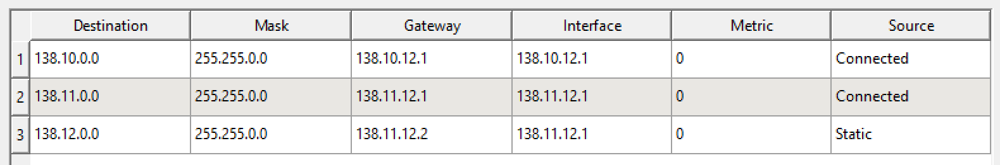 Destination Mask Gateway Interface Metric Source
1 138.10.0.0 255.255.0.0 138.10.12.1 138.10.12.1 0 Connected
2 138.11.0.0 255.255.0.0 138.11.12.1 138.11.12.1 0 Connected
3 138.12.0.0 255.255.0.0 138.11.12.2 138.11.12.1 0 Static